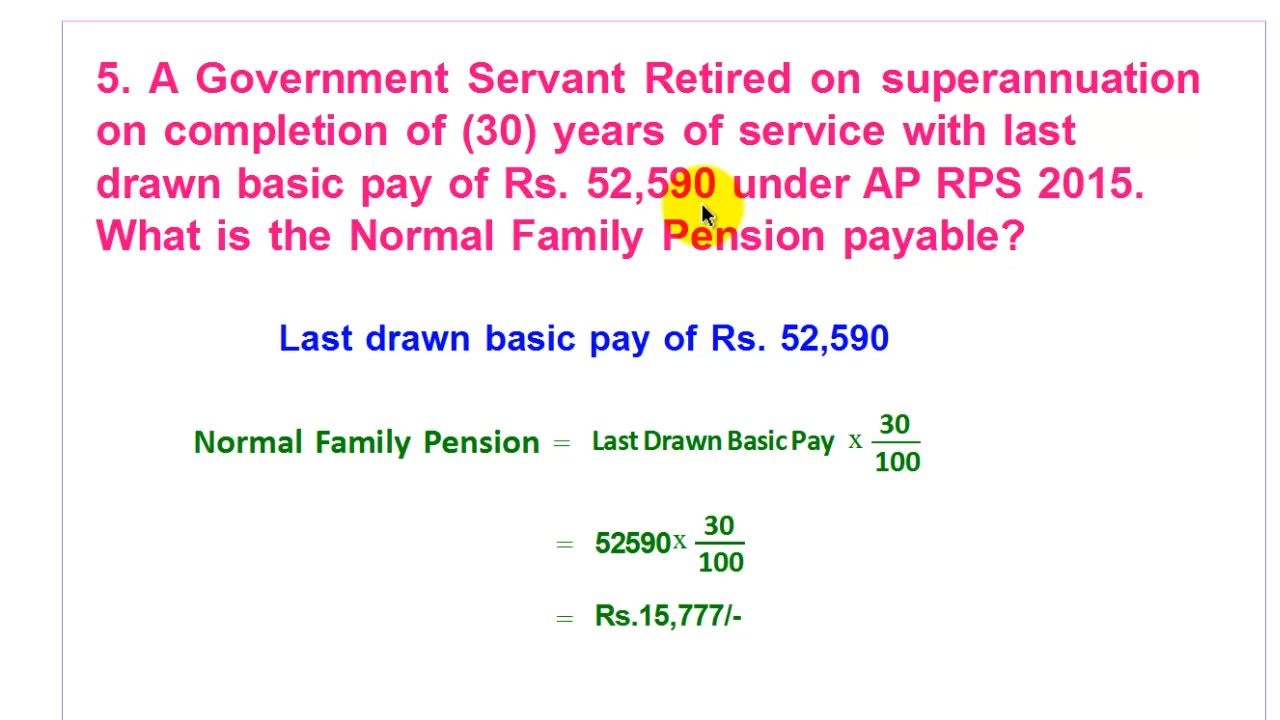 5. A Government Servant Retired on superannuation
on completion of (30) years of service with last
drawn basic pay of Rs. 52,590 under AP RPS 2015.
What is the Normal Family Pension payable?
Last drawn basic pay of Rs. 52,590
Normal Family Pension = Last Drawn Basic Pay x 30/100
= 52590 x 30/100
= Rs.15,777/-